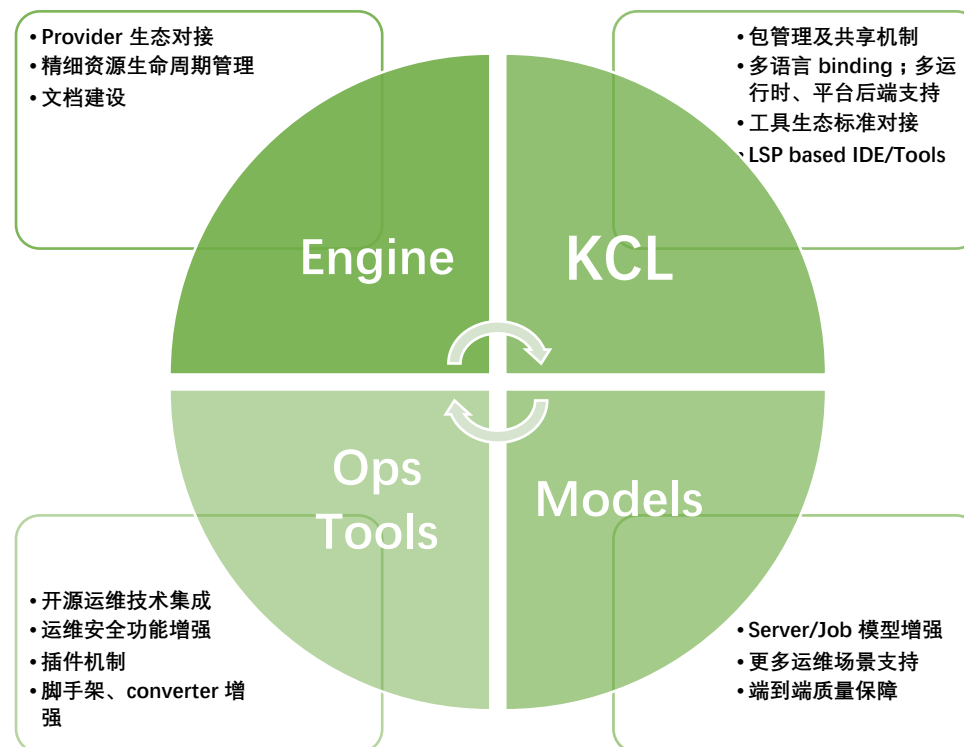 • Provider 生态对接
• 精细资源生命周期管理
• 文档建设
• 包管理及共享机制
• 多语言 binding；多运
行时、平台后端支持
• 工具生态标准对接
• LSP based IDE/Tools
Engine
KCL
Ops
Tools
Models
• 开源运维技术集成
• 运维安全功能增强
• 插件机制
• 脚手架、converter 增
强
• Server/Job 模型增强
• 更多运维场景支持
• 端到端质量保障